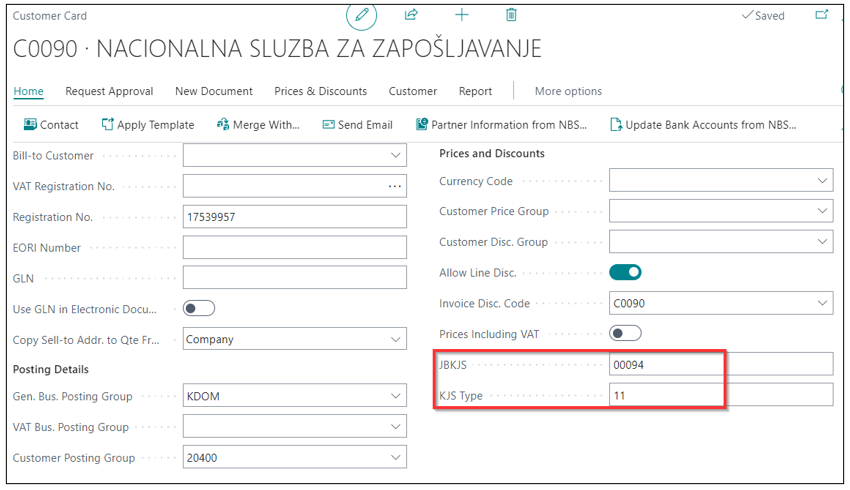 Customer Card
Saved
C0090 · NACIONALNA SLUZBA ZA ZAPOŠLJAVANJE
Home Request Approval New Document Prices & Discounts Customer Report More options
Contact Apply Template Merge With... Send Email Partner Information from NBS... Update Bank Accounts from NBS...
Bill-to Customer
VAT Registration No.
Registration No. 17539957
EORI Number
GLN
Use GLN in Electronic Docu...
Copy Sell-to Addr. to Qte Fr... Company
Posting Details
Gen. Bus. Posting Group KDOM
VAT Bus. Posting Group
Customer Posting Group 20400
Prices and Discounts
Currency Code
Customer Price Group
Customer Disc. Group
Allow Line Disc.
Invoice Disc. Code C0090
Prices Including VAT
JBKJS 00094
KJS Type 11